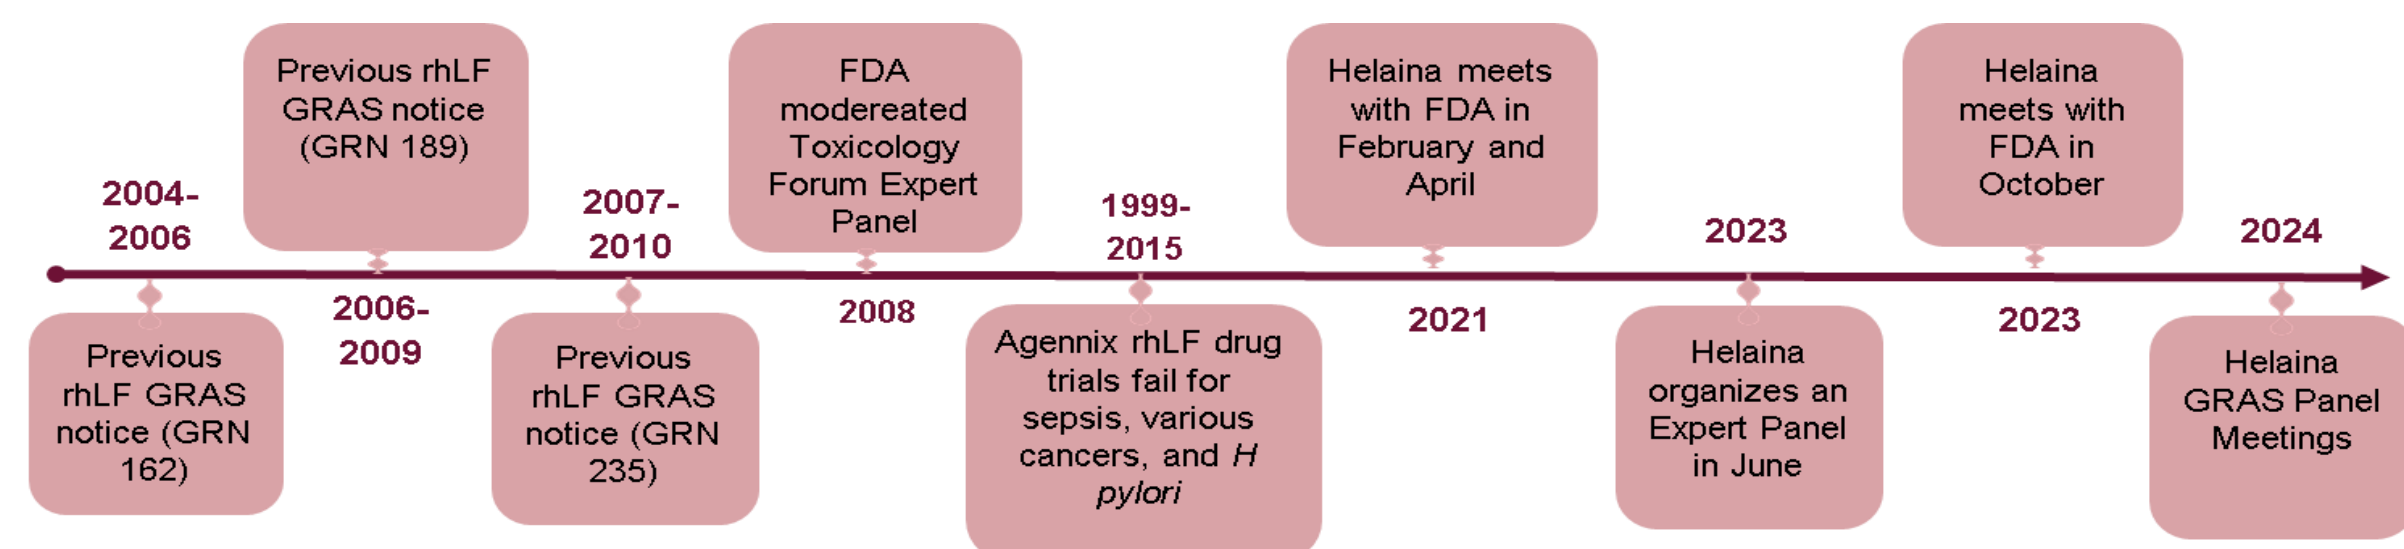 2004-
2006
Previous
rhLF GRAS
notice (GRN
162)
Previous rhLF
GRAS notice
(GRN 189)
2006-
2009
2007-
2010
Previous
rhLF GRAS
notice (GRN
235)
FDA
modereated
Toxicology
Forum Expert
Panel
2008
1999-
2015
Agennix rhLF drug
trials fail for
sepsis, various
cancers, and H
pylori
Helaina meets
with FDA in
February and
April
2021
2023
Helaina
organizes an
Expert Panel
in June
Helaina
meets with
FDA in
October
2023
2024
Helaina
GRAS Panel
Meetings